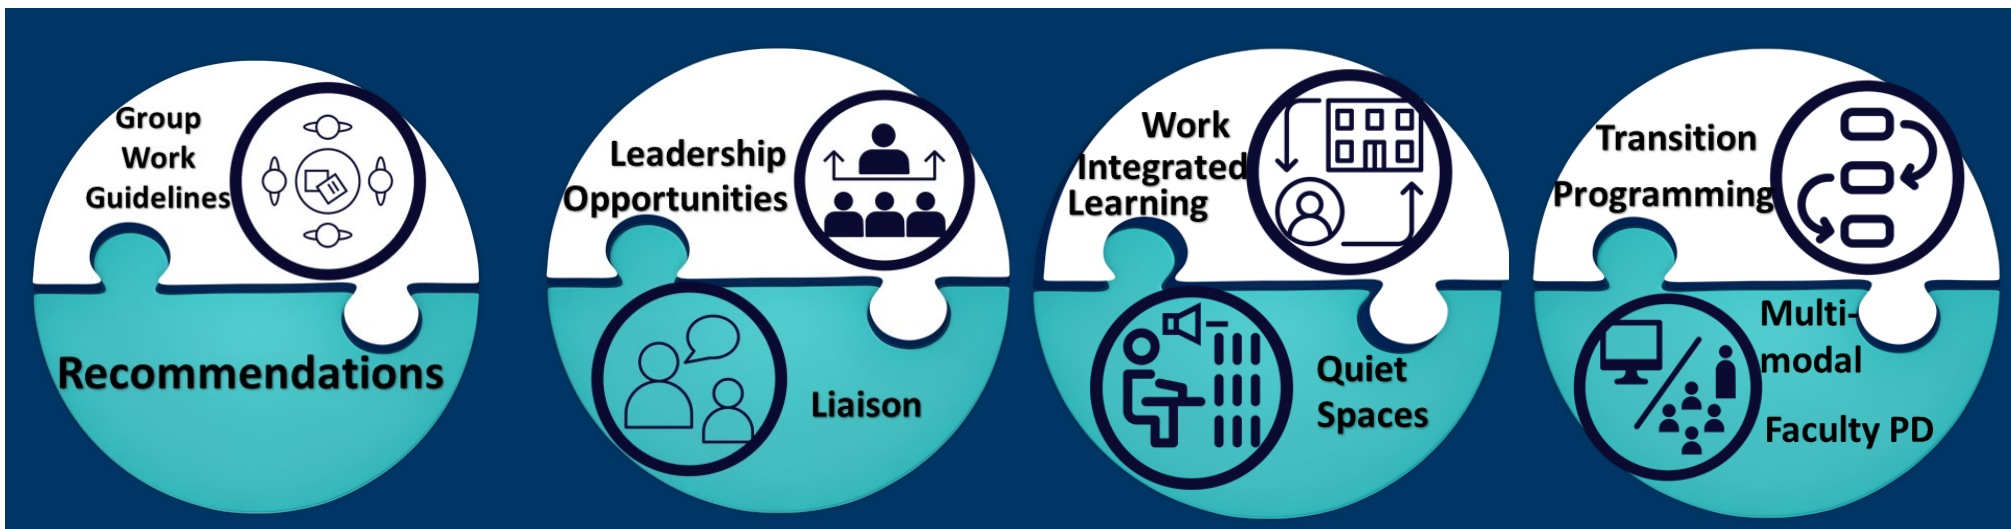 Group
Work
Guidelines
Recommendations
Leadership
Opportunities
Liaison
Work
Integrated
Learning
Quiet
Spaces
Transition
Programming
Multi-
modal
Faculty PD